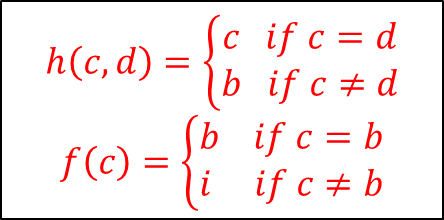 h(c,d) = { c if c = d
b if c ≠ d
f(c) = { b if c = b
i if c ≠ b